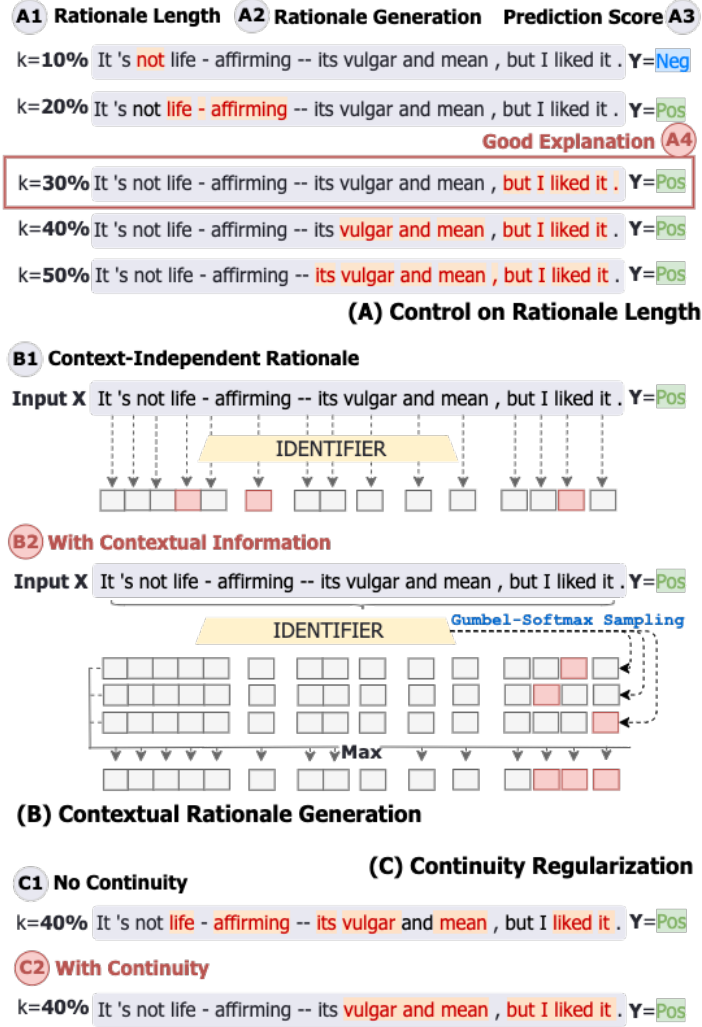 A1 Rationale Length A2 Rationale Generation Prediction Score A3
k=10% It 's not life - affirming -- its vulgar and mean , but I liked it . Y=Neg
k=20% It 's not life - affirming -- its vulgar and mean , but I liked it . Y=Pos
Good Explanation A4
k=30% It 's not life - affirming -- its vulgar and mean , but I liked it . Y=Pos
k=40% It 's not life - affirming -- its vulgar and mean , but I liked it . Y=Pos
k=50% It 's not life - affirming -- its vulgar and mean , but I liked it . Y=Pos
(A) Control on Rationale Length
B1 Context-Independent Rationale
Input X It 's not life - affirming -- its vulgar and mean , but I liked it . Y=Pos
IDENTIFIER
B2 With Contextual Information
Input X It 's not life - affirming -- its vulgar and mean , but I liked it . Y=Pos
Gumbel-Softmax Sampling
IDENTIFIER
Max
(B) Contextual Rationale Generation
(C) Continuity Regularization
C1 No Continuity
k=40% It 's not life - affirming -- its vulgar and mean , but I liked it . Y=Pos
C2 With Continuity
k=40% It 's not life - affirming -- its vulgar and mean , but I liked it . Y=Pos